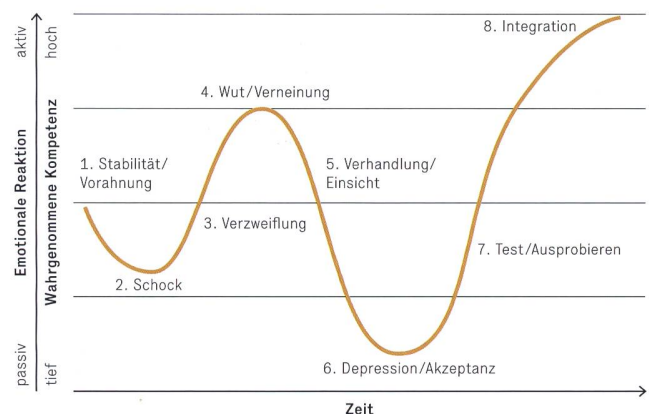 8. Integration
aktiv
hoch
4. Wut/Verneinung
1. Stabilität/
Vorahnung
5. Verhandlung/
Einsicht
Emotionale Reaktion
Wahrgenommene Kompetenz
3. Verzweiflung
7. Test/Ausprobieren
2. Schock
passiv
tief
6. Depression/Akzeptanz
Zeit